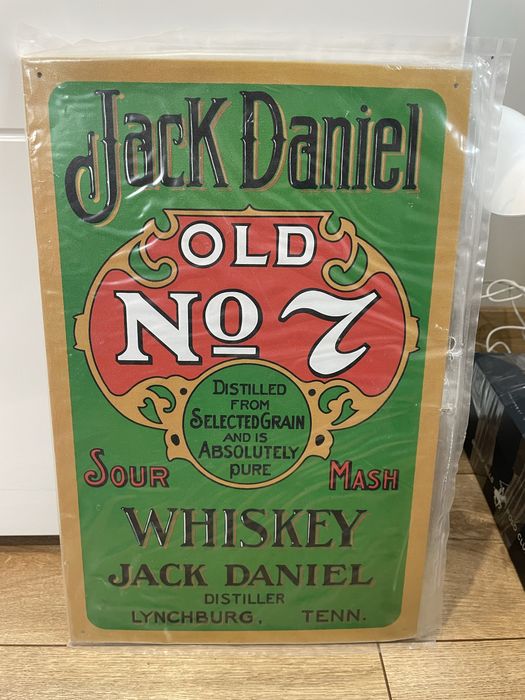 Jack Daniel
OLD
No 7
DISTILLED
FROM
SELECTED GRAIN
AND IS
ABSOLUTELY
PURE
SOUR MASH
WHISKEY
JACK DANIEL
DISTILLER
LYNCHBURG, TENN.